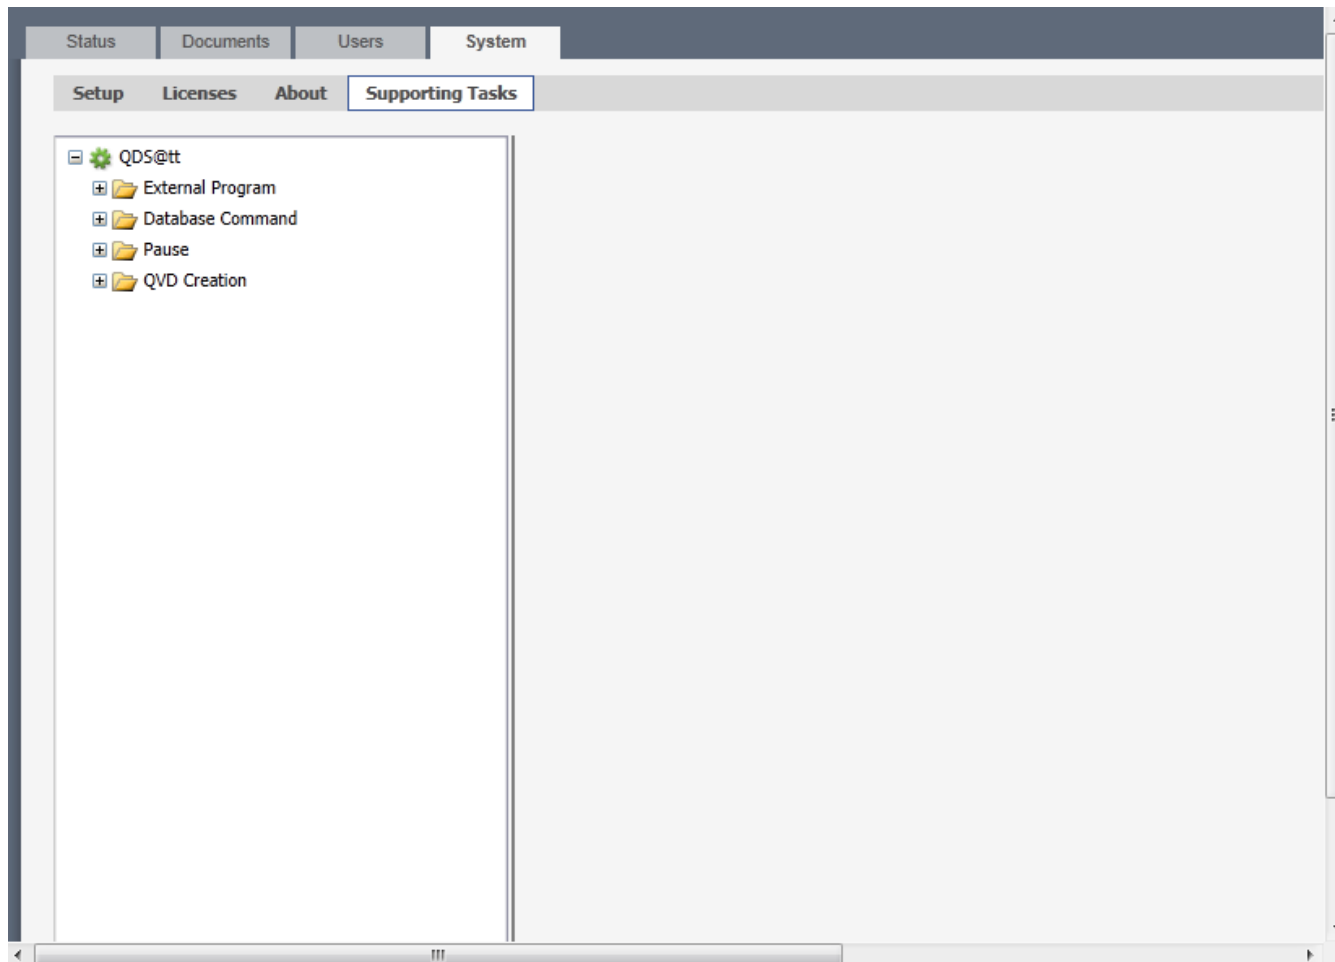 Status Documents Users System
Setup Licenses About Supporting Tasks
QDS@tt
External Program
Database Command
Pause
QVD Creation